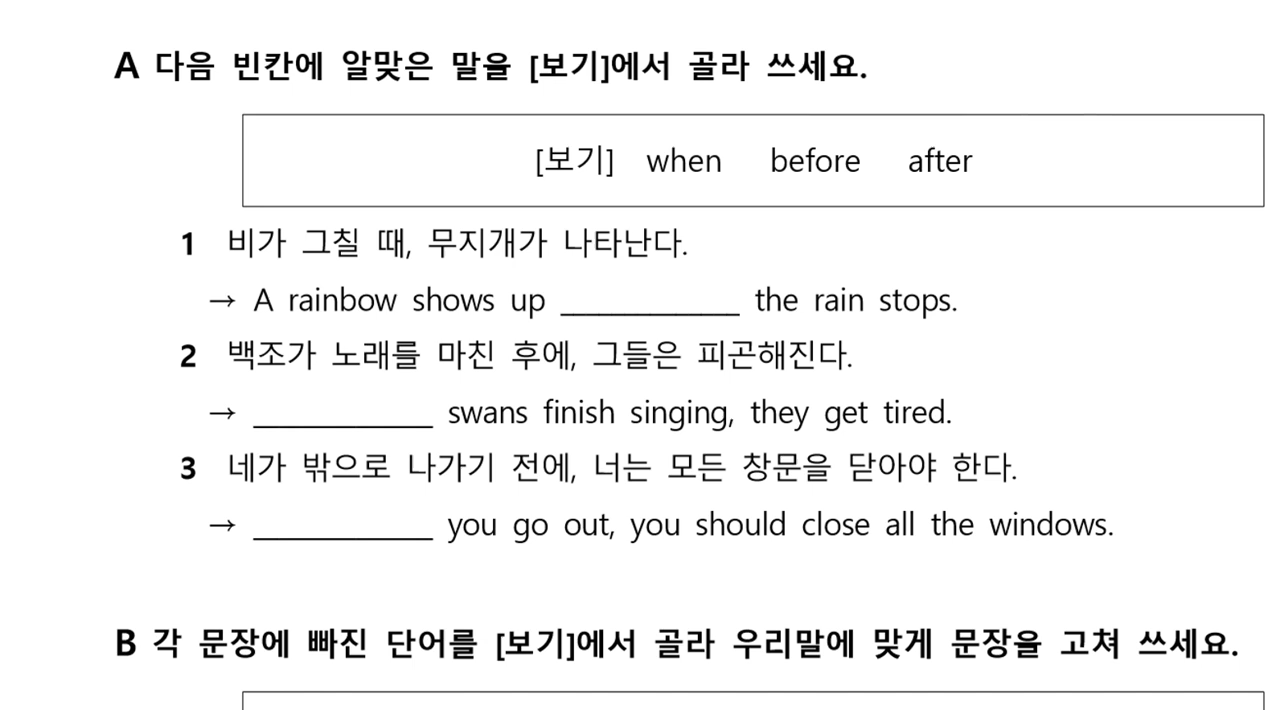 A 다음 빈칸에 알맞은 말을 [보기]에서 골라 쓰세요.
[보기] when before after
1 비가 그칠 때, 무지개가 나타난다.
→ A rainbow shows up ____________ the rain stops.
2 백조가 노래를 마친 후에, 그들은 피곤해진다.
→ ____________ swans finish singing, they get tired.
3 네가 밖으로 나가기 전에, 너는 모든 창문을 닫아야 한다.
→ ____________ you go out, you should close all the windows.
B 각 문장에 빠진 단어를 [보기]에서 골라 우리말에 맞게 문장을 고쳐 쓰세요.